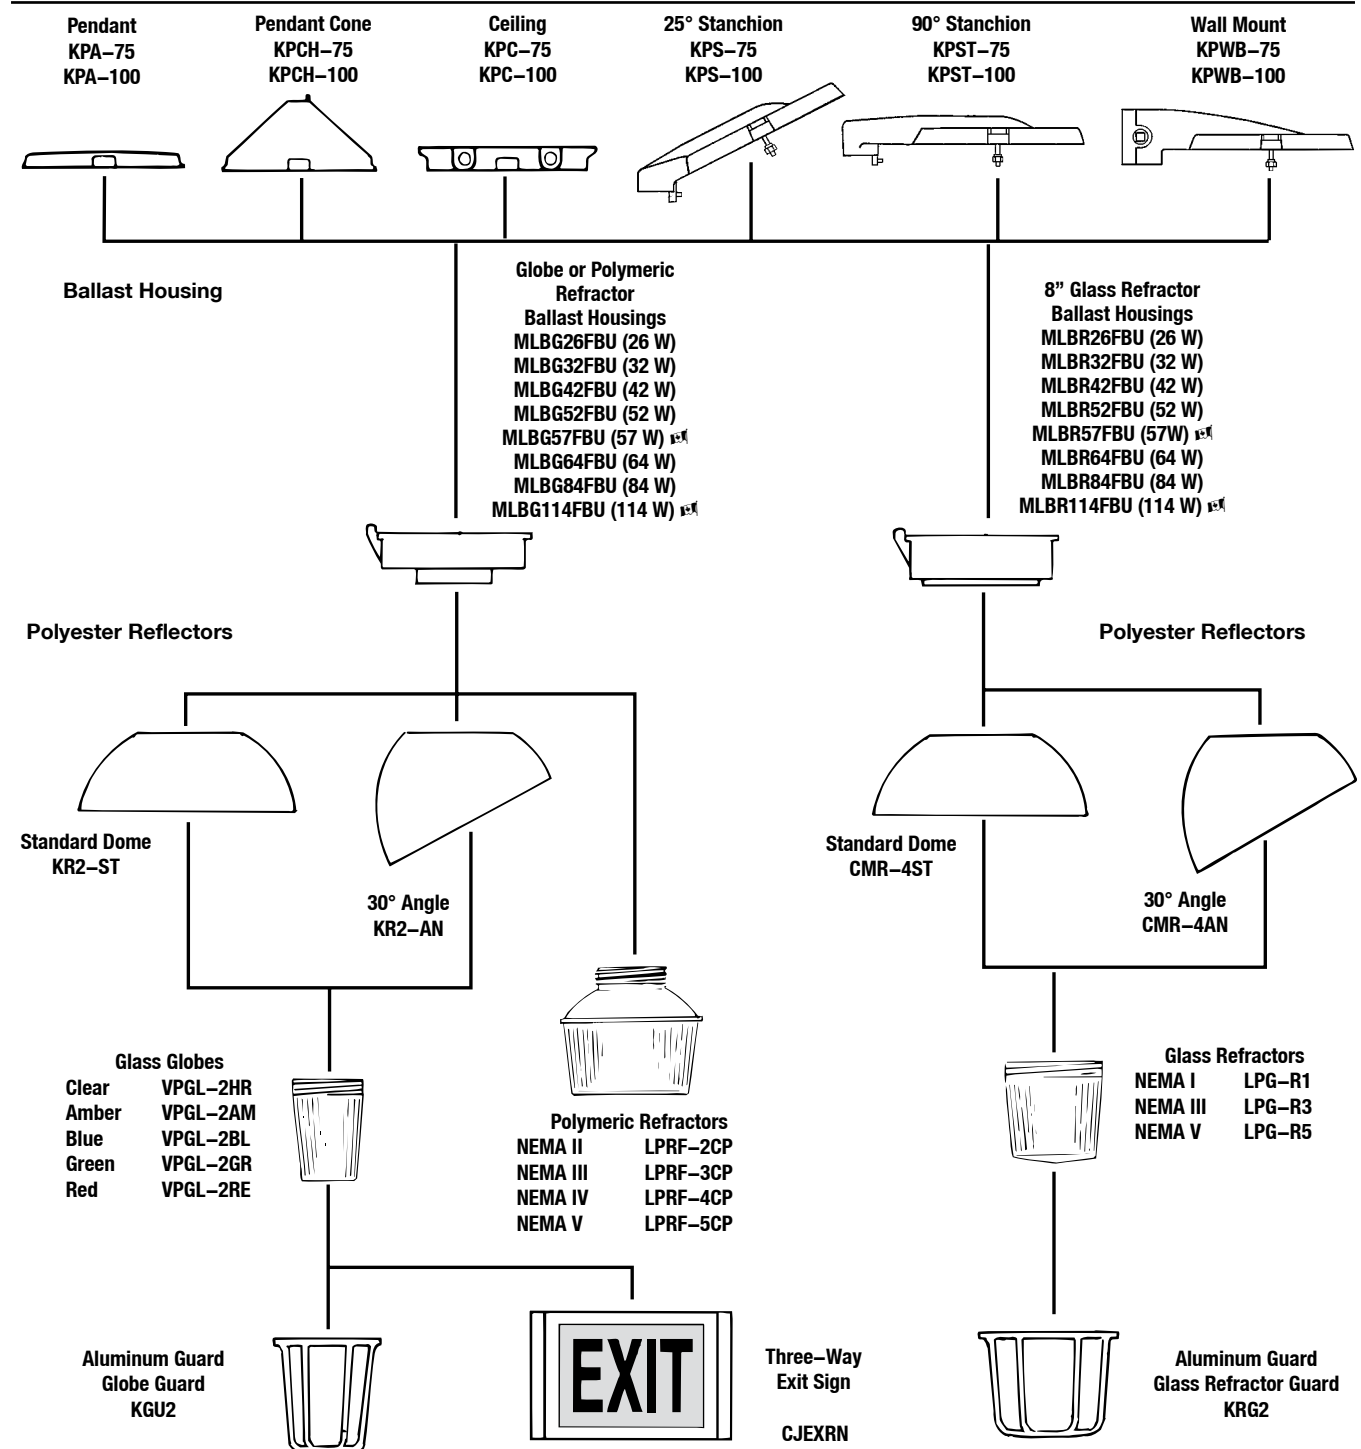 Pendant
KPA–75
KPA–100
Pendant Cone
KPCH–75
KPCH–100
Ceiling
KPC–75
KPC–100
25° Stanchion
KPS–75
KPS–100
90° Stanchion
KPST–75
KPST–100
Wall Mount
KPWB–75
KPWB–100
Ballast Housing
Globe or Polymeric
Refractor
Ballast Housings
MLBG26FBU (26 W)
MLBG32FBU (32 W)
MLBG42FBU (42 W)
MLBG52FBU (52 W)
MLBG57FBU (57 W)
MLBG64FBU (64 W)
MLBG84FBU (84 W)
MLBG114FBU (114 W)
8” Glass Refractor
Ballast Housings
MLBR26FBU (26 W)
MLBR32FBU (32 W)
MLBR42FBU (42 W)
MLBR52FBU (52 W)
MLBR57FBU (57W)
MLBR64FBU (64 W)
MLBR84FBU (84 W)
MLBR114FBU (114 W)
Polyester Reflectors
Polyester Reflectors
Standard Dome
KR2–ST
30° Angle
KR2–AN
Standard Dome
CMR–4ST
30° Angle
CMR–4AN
Glass Globes
Clear VPGL–2HR
Amber VPGL–2AM
Blue VPGL–2BL
Green VPGL–2GR
Red VPGL–2RE
Polymeric Refractors
NEMA II LPRF–2CP
NEMA III LPRF–3CP
NEMA IV LPRF–4CP
NEMA V LPRF–5CP
Glass Refractors
NEMA I LPG–R1
NEMA III LPG–R3
NEMA V LPG–R5
Aluminum Guard
Globe Guard
KGU2
EXIT
Three–Way
Exit Sign
CJEXRN
Aluminum Guard
Glass Refractor Guard
KRG2